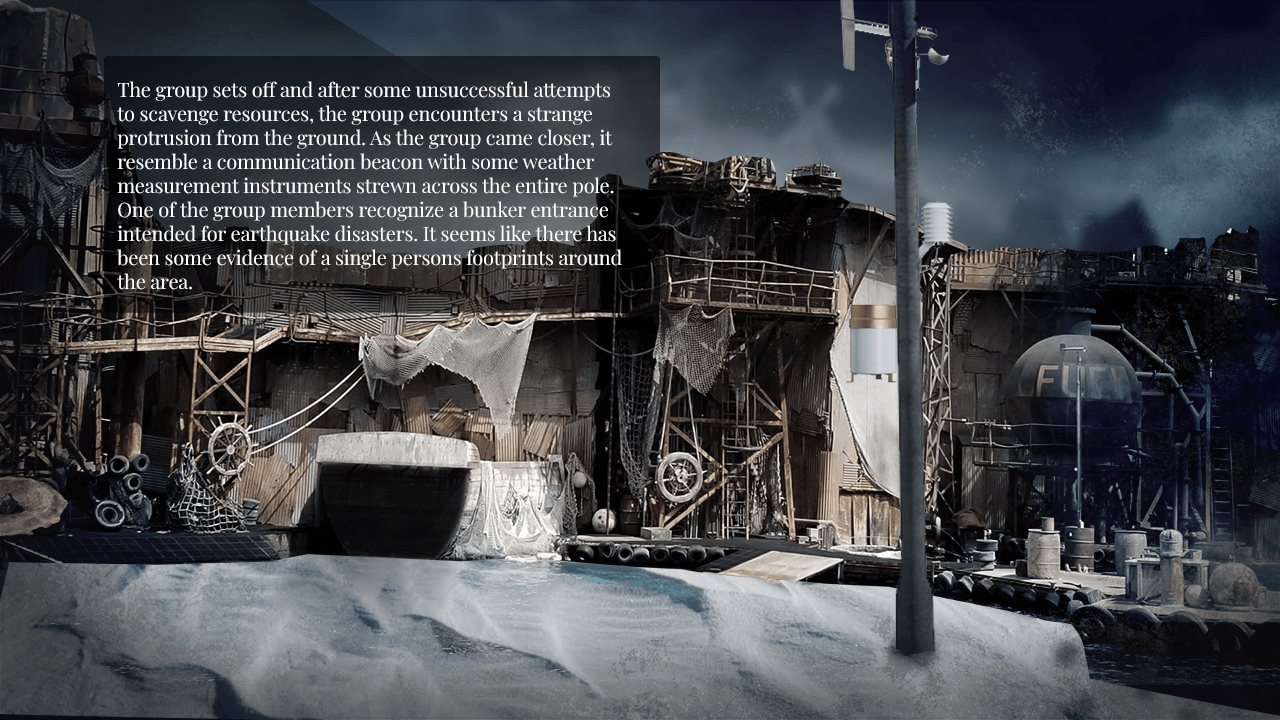 The group sets off and after some unsuccessful attempts
to scavenge resources, the group encounters a strange
protrusion from the ground. As the group came closer, it
resemble a communication beacon with some weather
measurement instruments strewn across the entire pole.
One of the group members recognize a bunker entrance
intended for earthquake disasters. It seems like there has
been some evidence of a single persons footprints around
the area.